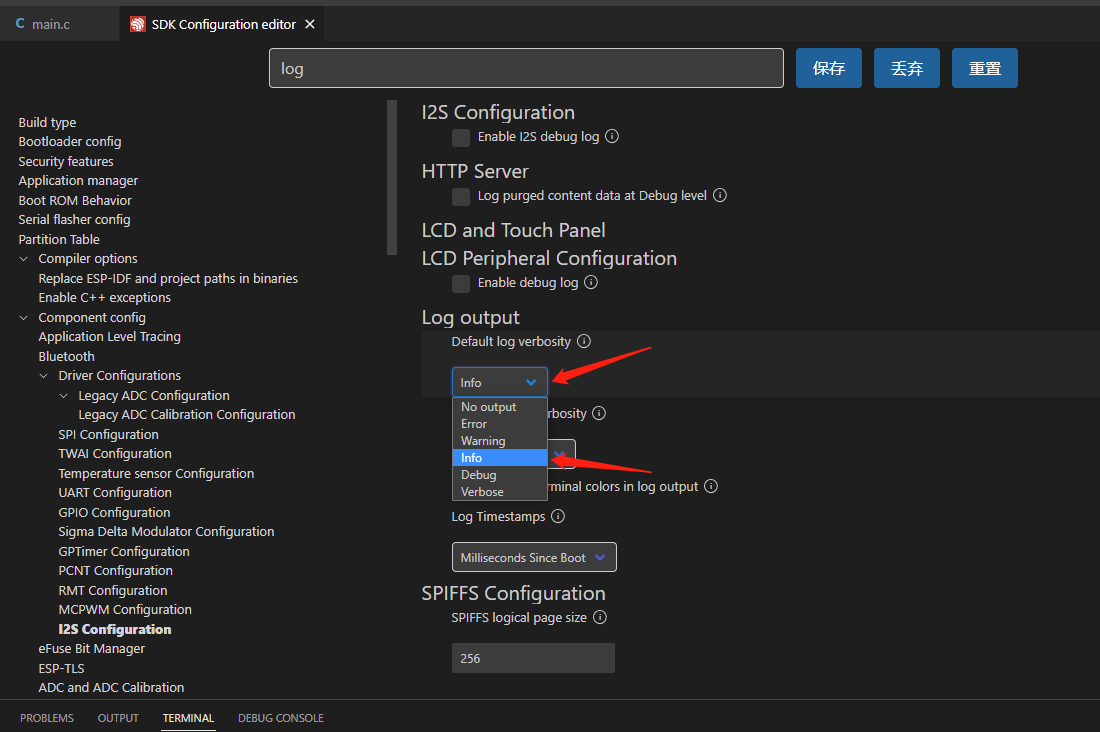 C main.c
SDK Configuration editor
log
保存
丢弃
重置
Build type
Bootloader config
Security features
Application manager
Boot ROM Behavior
Serial flasher config
Partition Table
Compiler options
Replace ESP-IDF and project paths in binaries
Enable C++ exceptions
Component config
Application Level Tracing
Bluetooth
Driver Configurations
Legacy ADC Configuration
Legacy ADC Calibration Configuration
SPI Configuration
TWAI Configuration
Temperature sensor Configuration
UART Configuration
GPIO Configuration
Sigma Delta Modulator Configuration
GPTimer Configuration
PCNT Configuration
RMT Configuration
MCPWM Configuration
I2S Configuration
eFuse Bit Manager
ESP-TLS
ADC and ADC Calibration
I2S Configuration
Enable I2S debug log
HTTP Server
Log purged content data at Debug level
LCD and Touch Panel
LCD Peripheral Configuration
Enable debug log
Log output
Default log verbosity
Info
No output
Error
Warning
Info
Debug
Verbose
rbosity
rminal colors in log output
Log Timestamps
Milliseconds Since Boot
SPIFFS Configuration
SPIFFS logical page size
256
PROBLEMS
OUTPUT
TERMINAL
DEBUG CONSOLE